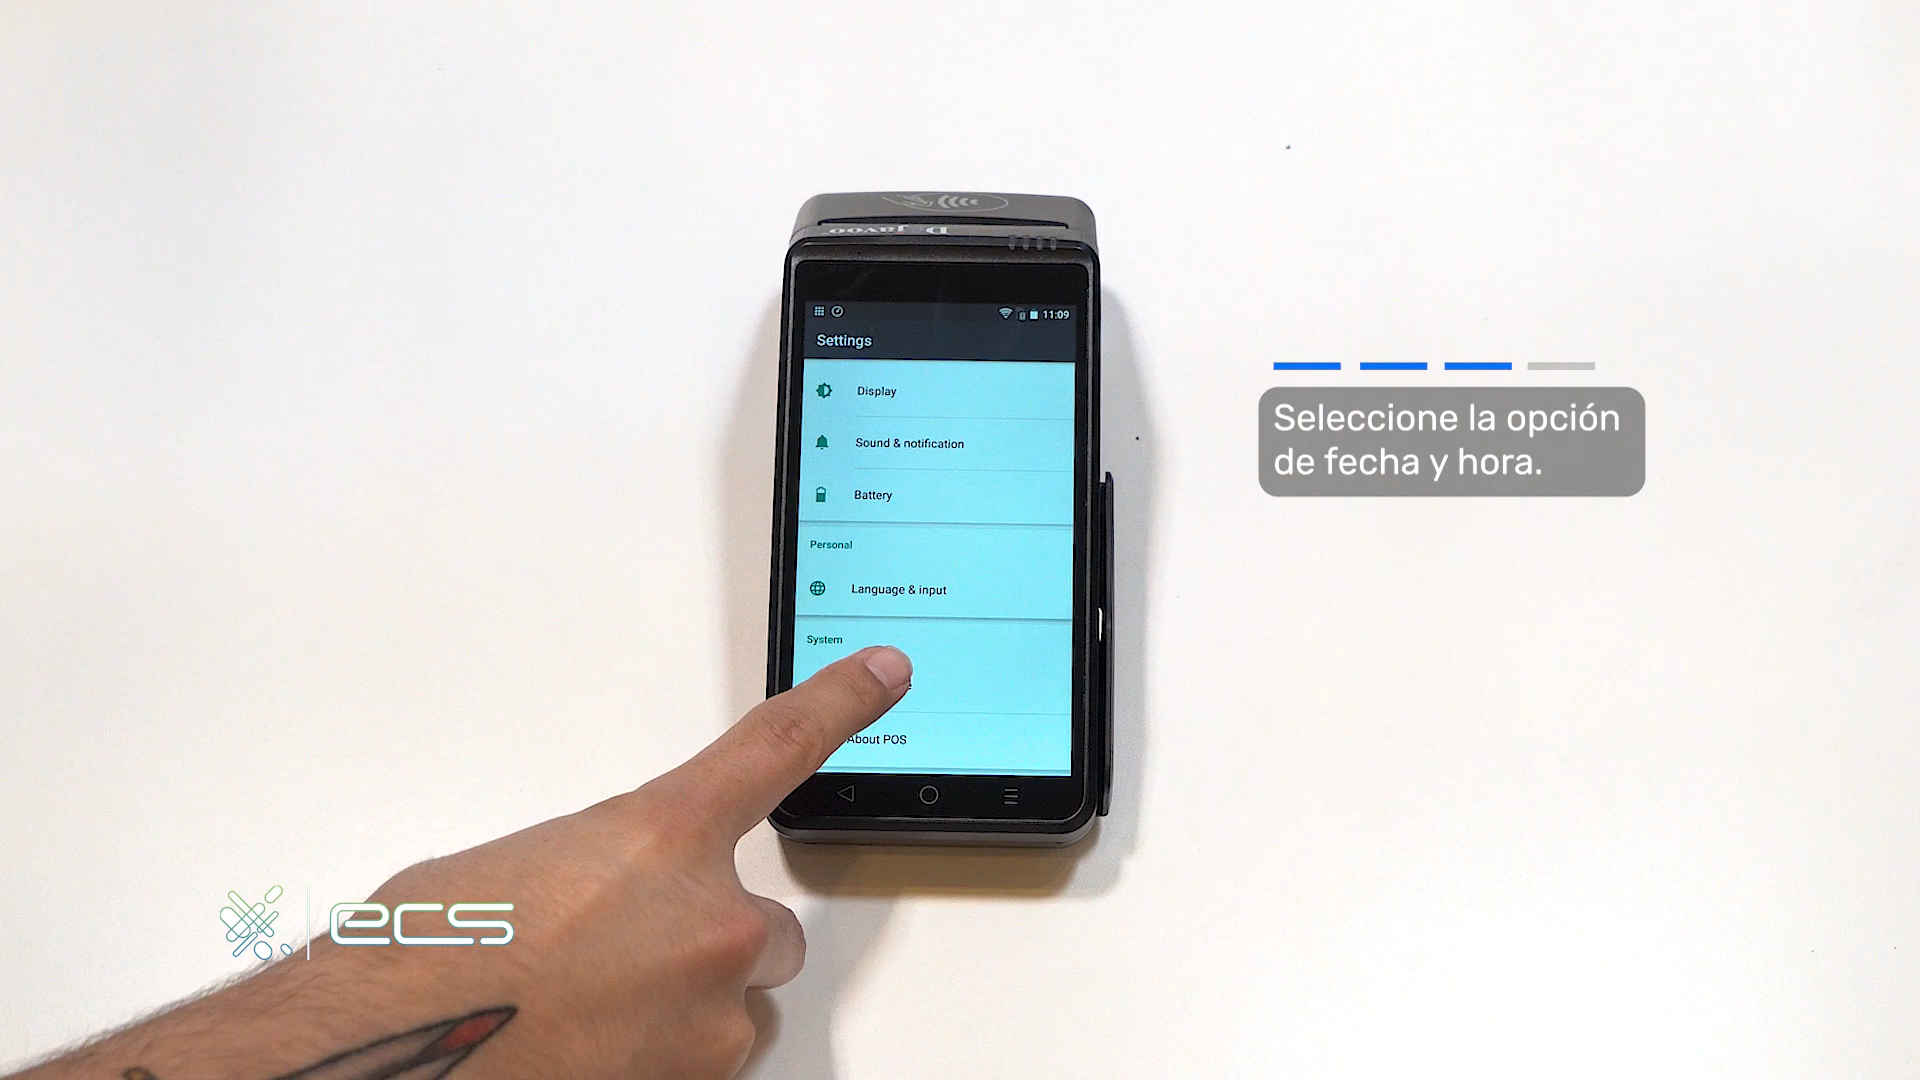 Dejavoo
11:09
Settings
Display
Sound & notification
Battery
Personal
Language & input
System
About POS
Seleccione la opción
de fecha y hora.
ecs